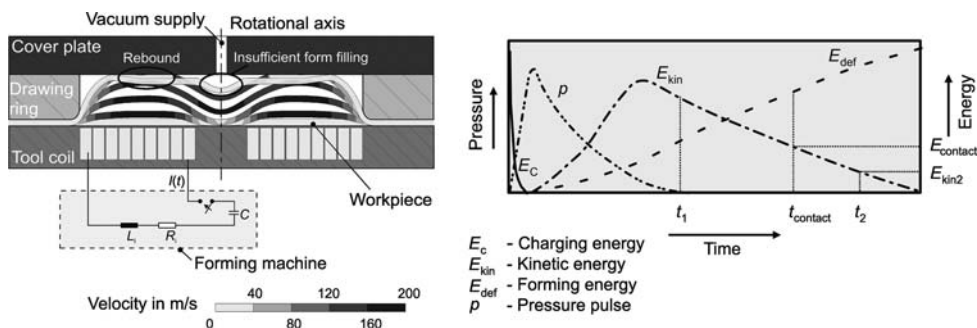 Vacuum supply
Rotational axis
Cover plate
Rebound
Insufficient form filling
Drawing
ring
Tool coil
I(t)
C
Workpiece
Li
Ri
Forming machine
Velocity in m/s
40
120
200
0
80
160
Pressure
p
Ekin
Edef
EC
Energy
Econtact
Ekin2
t1
tcontact
t2
Time
Ec - Charging energy
Ekin - Kinetic energy
Edef - Forming energy
p - Pressure pulse